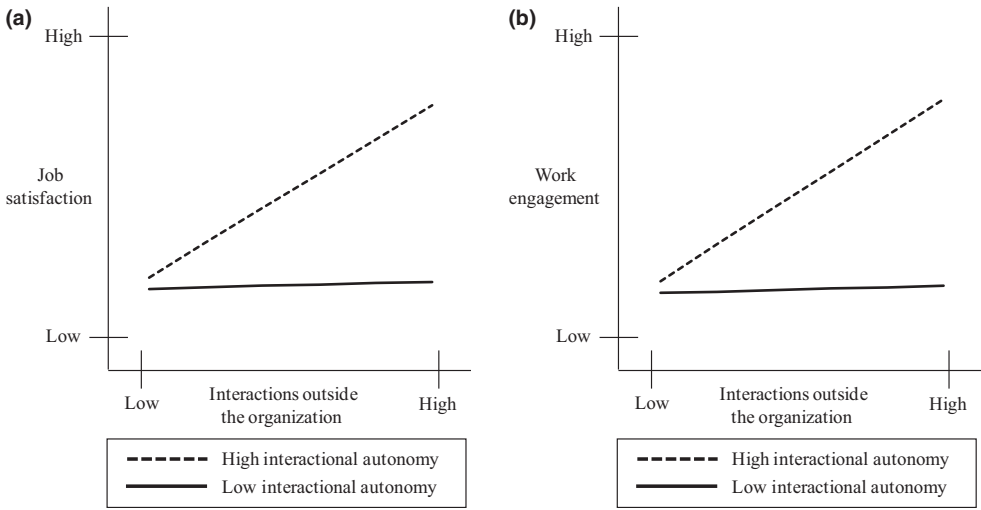 (a)
High
Job
satisfaction
Low
Low
Interactions outside
the organization
High
High interactional autonomy
Low interactional autonomy
(b)
High
Work
engagement
Low
Low
Interactions outside
the organization
High
High interactional autonomy
Low interactional autonomy